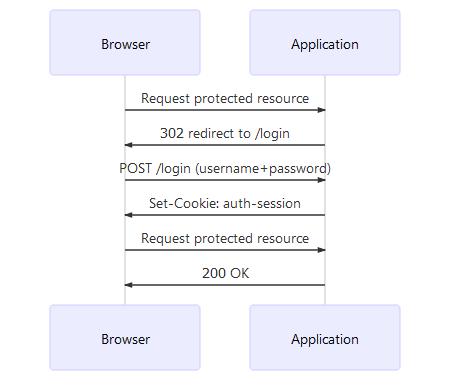 Browser Application
Request protected resource
302 redirect to /login
POST /login (username+password)
Set-Cookie: auth-session
Request protected resource
200 OK
Browser Application